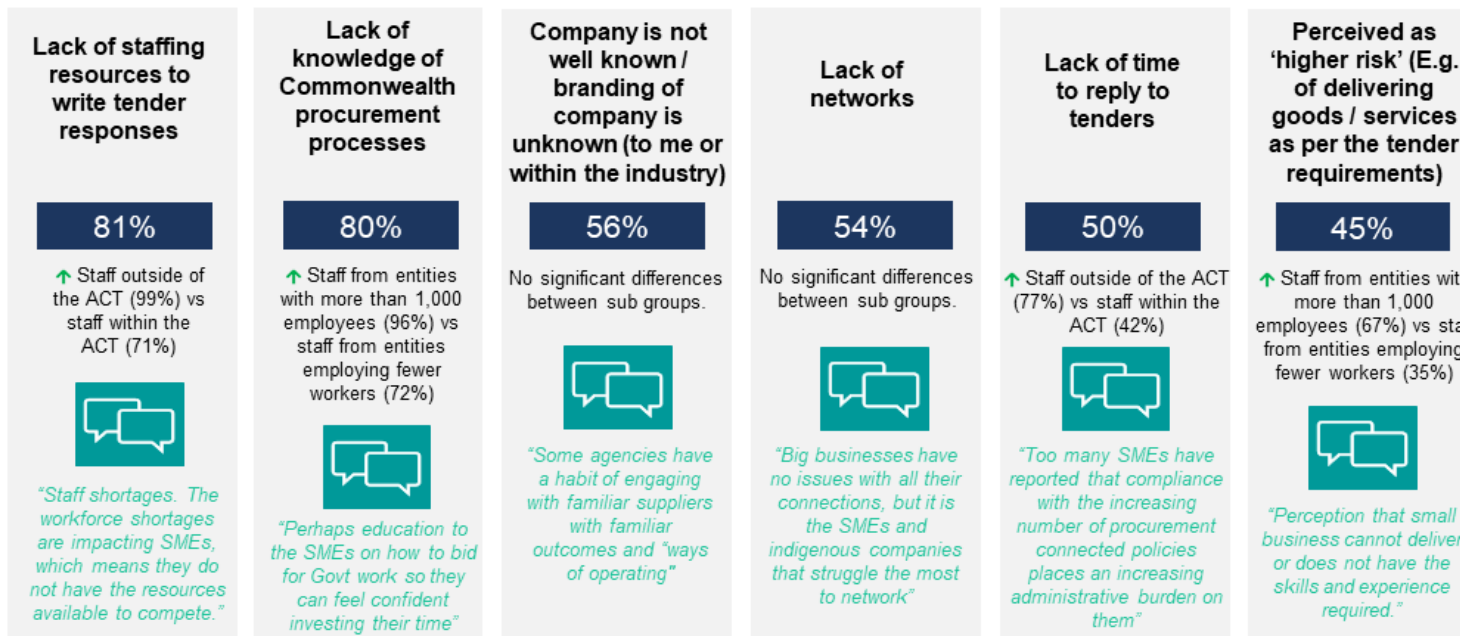 Lack of staffing
resources to
write tender
responses
81%
↑ Staff outside of
the ACT (99%) vs
staff within the
ACT (71%)
“Staff shortages. The
workforce shortages
are impacting SMEs,
which means they do
not have the resources
available to compete.”
Lack of
knowledge of
Commonwealth
procurement
processes
80%
↑ Staff from entities
with more than 1,000
employees (96%) vs
staff from entities
employing fewer
workers (72%)
“Perhaps education to
the SMEs on how to bid
for Govt work so they
can feel confident
investing their time”
Company is not
well known /
branding of
company is
unknown (to me or
within the industry)
56%
No significant differences
between sub groups.
“Some agencies have
a habit of engaging
with familiar suppliers
with familiar
outcomes and “ways
of operating"
Lack of
networks
54%
No significant differences
between sub groups.
“Big businesses have
no issues with all their
connections, but it is
the SMEs and
indigenous companies
that struggle the most
to network”
Lack of time
to reply to
tenders
50%
↑ Staff outside of the ACT
(77%) vs staff within the
ACT (42%)
“Too many SMEs have
reported that compliance
with the increasing
number of procurement
connected policies
places an increasing
administrative burden on
them”
Perceived as
‘higher risk’ (E.g.
of delivering
goods / services
as per the tender
requirements)
45%
↑ Staff from entities
more than 1,000
employees (67%) vs
from entities employing
fewer workers (35%)
“Perception that small
business cannot deliver
or does not have the
skills and experience
required.”